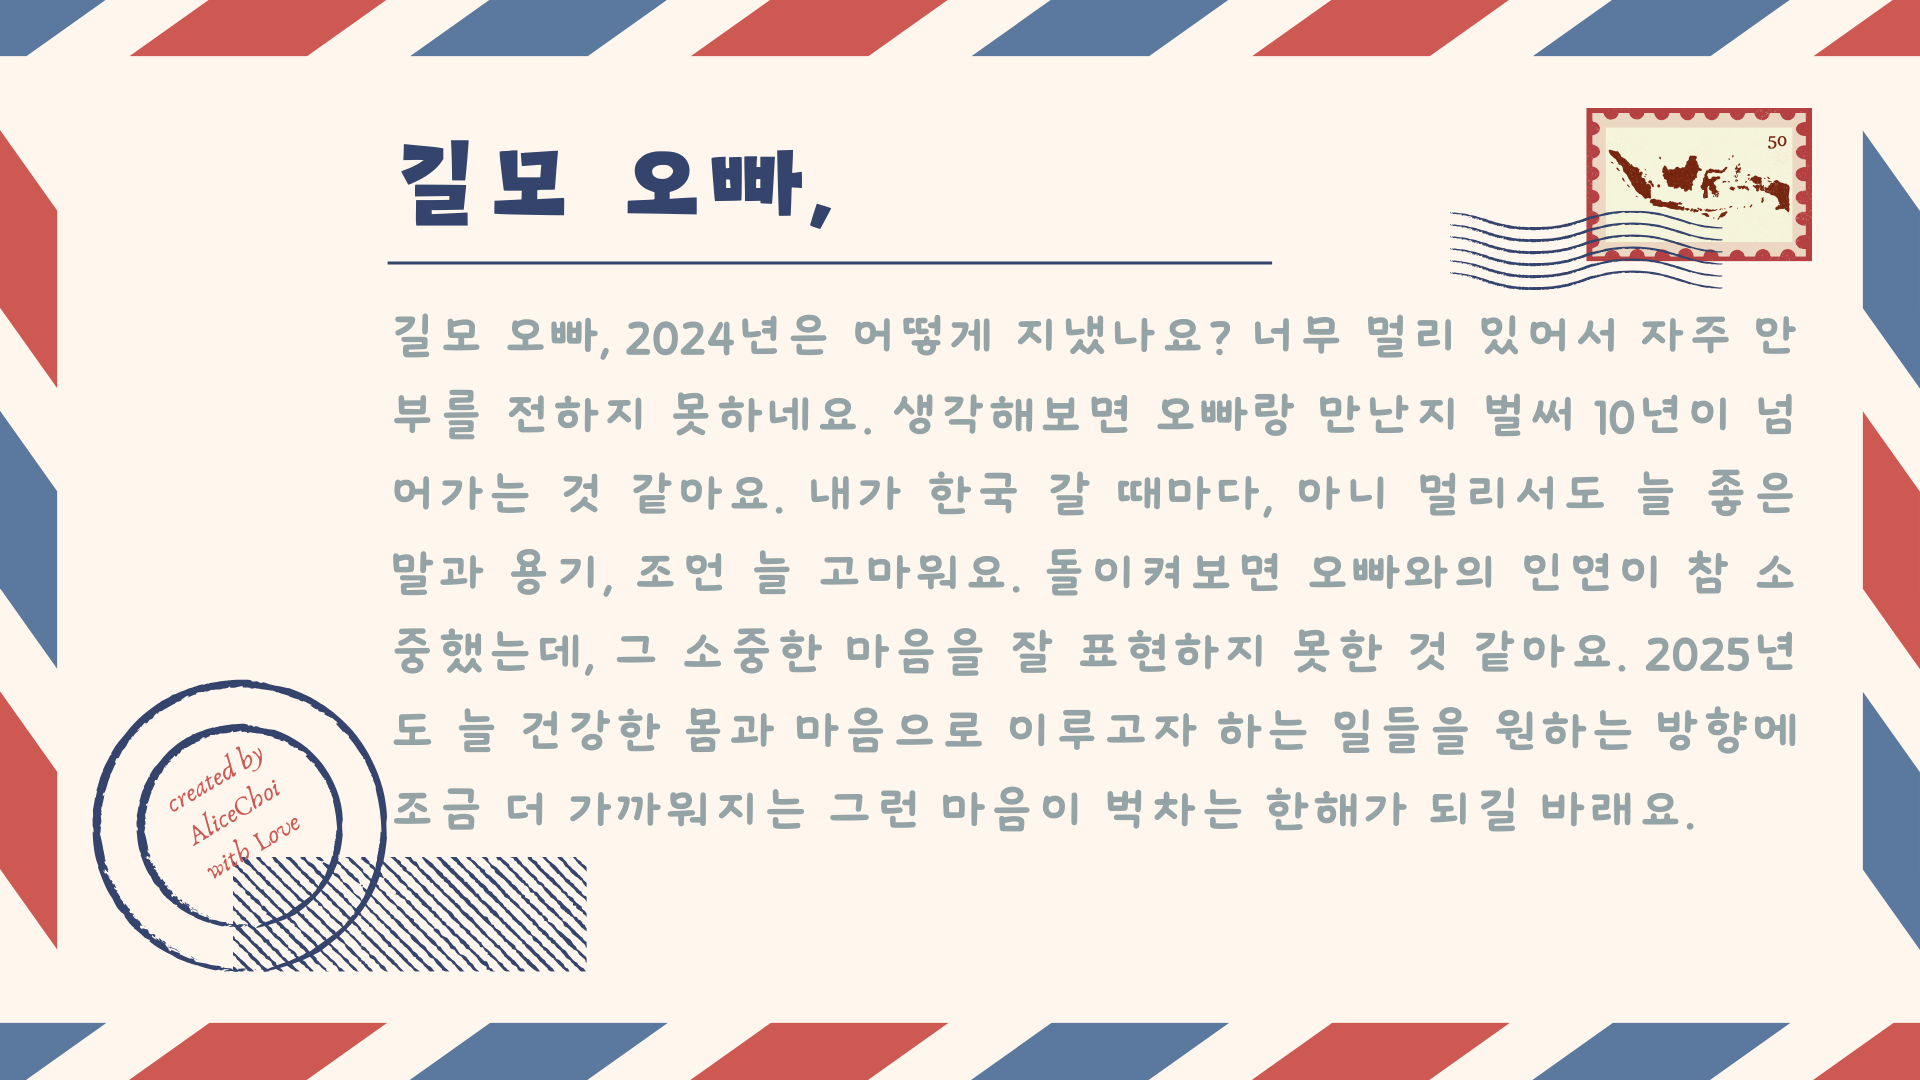 길모 오빠,
50
길모 오빠, 2024년은 어떻게 지냈나요? 너무 멀리 있어서 자주 안
부를 전하지 못하네요. 생각해보면 오빠랑 만난지 벌써 10년이 넘
어가는 것 같아요. 내가 한국 갈 때마다, 아니 멀리서도 늘 좋은
말과 용기, 조언 늘 고마워요. 돌이켜보면 오빠와의 인연이 참 소
중했는데, 그 소중한 마음을 잘 표현하지 못한 것 같아요. 2025년
도 늘 건강한 몸과 마음으로 이루고자 하는 일들을 원하는 방향에
조금 더 가까워지는 그런 마음이 벅차는 한해가 되길 바래요.
created by
AliceChoi
with Love